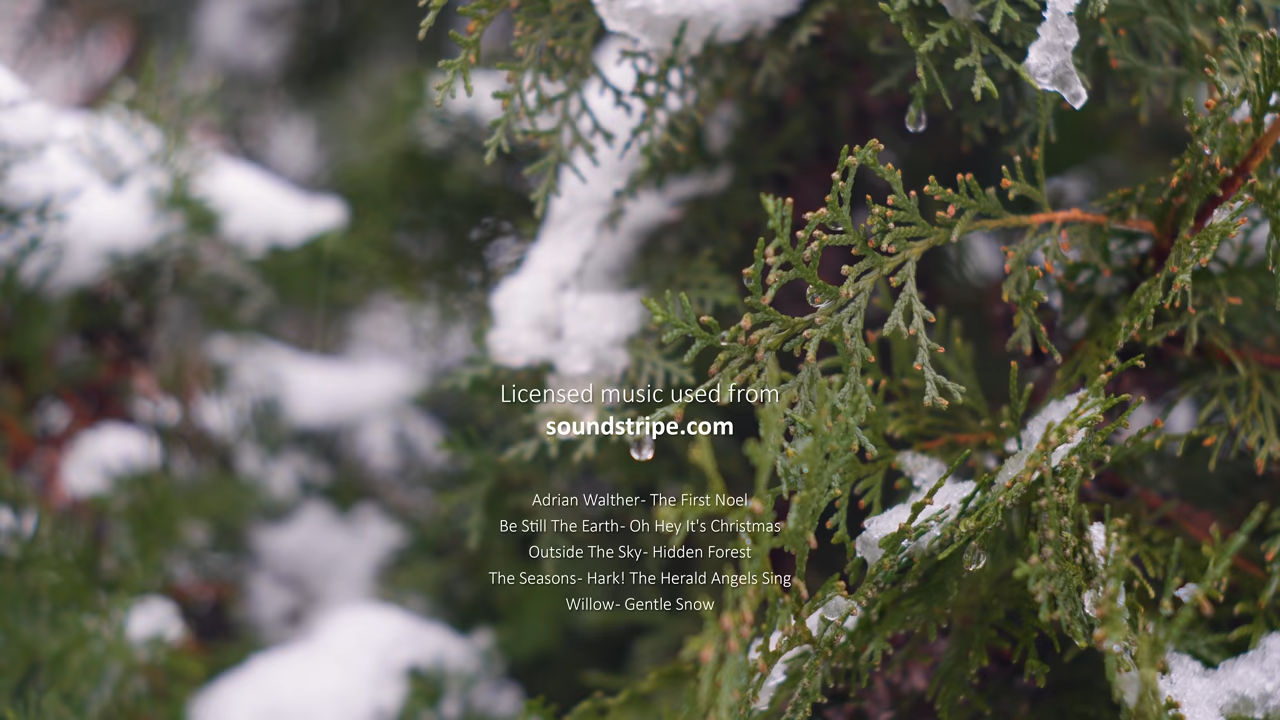 Licensed music used from
soundstripe.com
Adrian Walther- The First Noel
Be Still The Earth- Oh Hey It's Christmas
Outside The Sky- Hidden Forest
The Seasons- Hark! The Herald Angels Sing
Willow- Gentle Snow